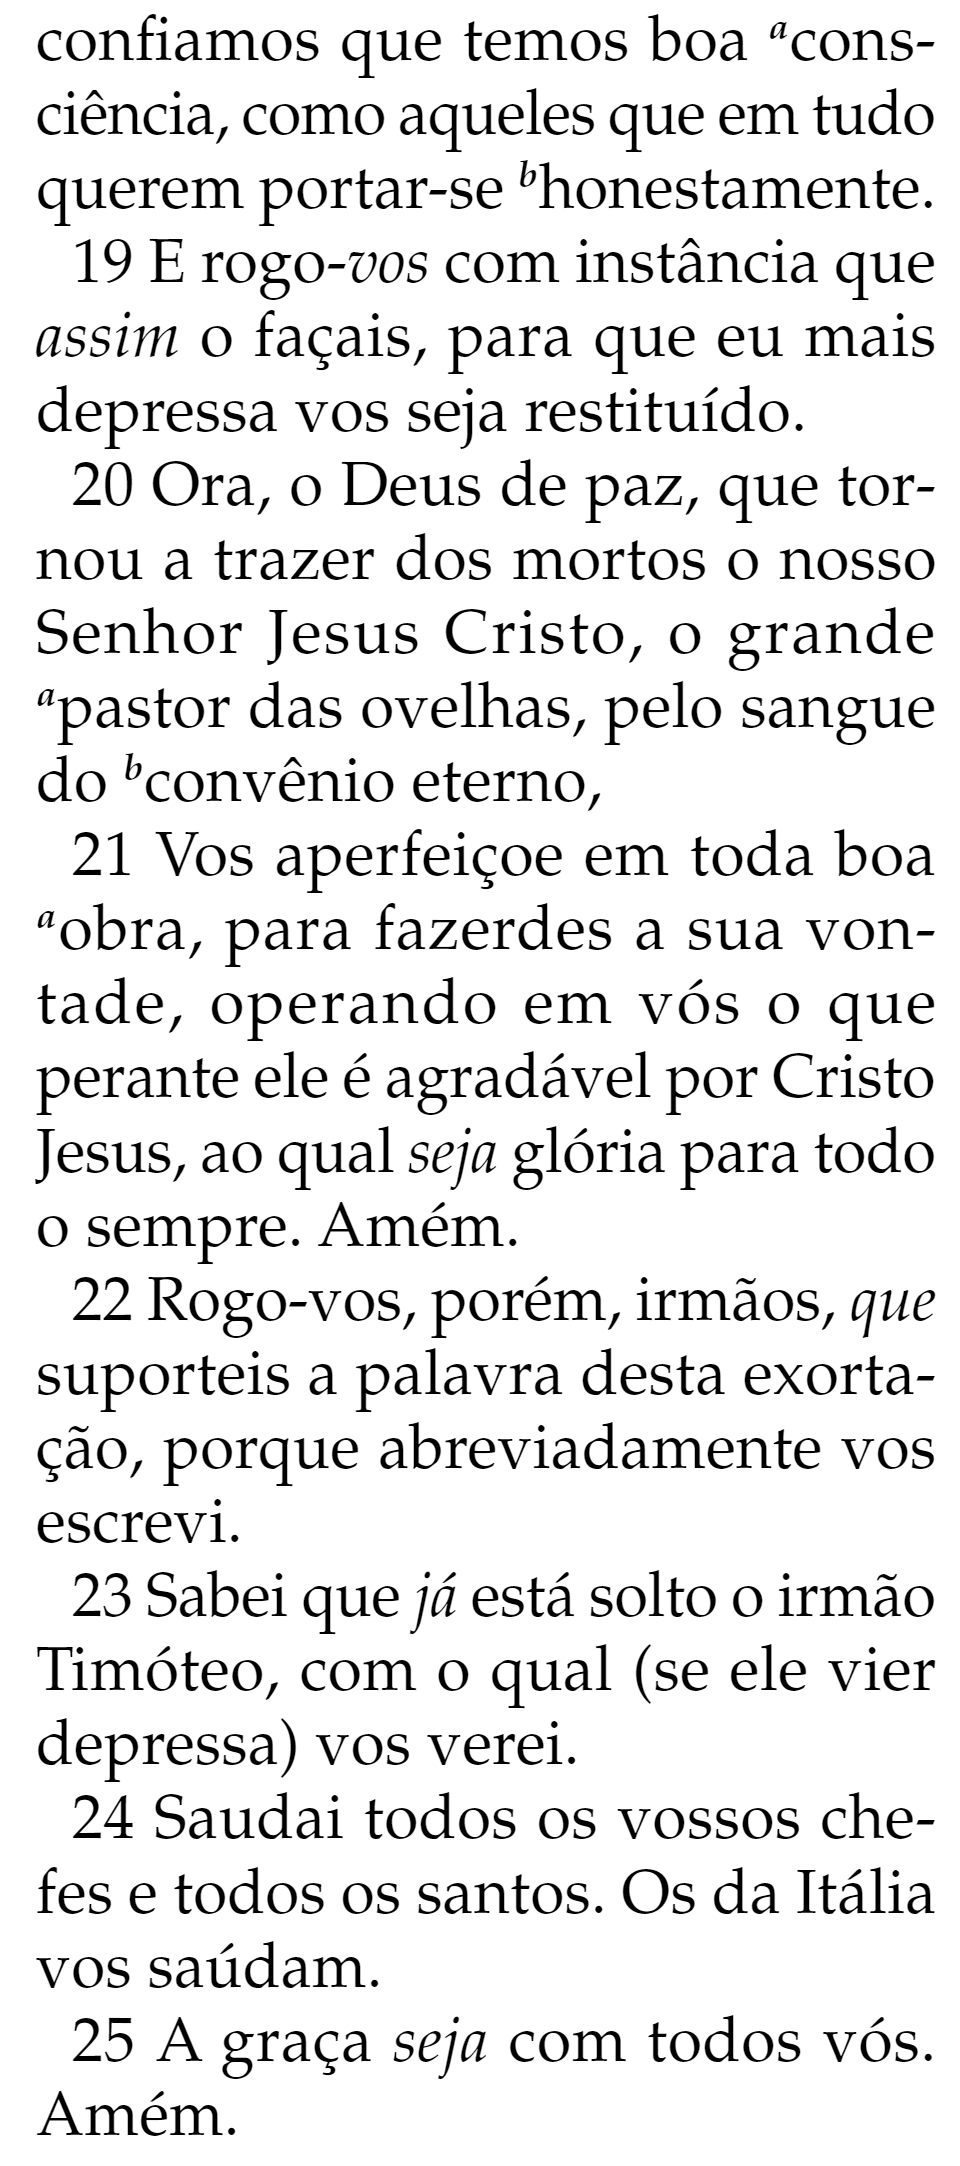 confiamos que temos boa ᵃcons-
ciência, como aqueles que em tudo
querem portar-se ᵇhonestamente.
19 E rogo-vos com instância que
assim o façais, para que eu mais
depressa vos seja restituído.
20 Ora, o Deus de paz, que tor-
nou a trazer dos mortos o nosso
Senhor Jesus Cristo, o grande
ᵃpastor das ovelhas, pelo sangue
do ᵇconvênio eterno,
21 Vos aperfeiçoe em toda boa
ᵃobra, para fazerdes a sua von-
tade, operando em vós o que
perante ele é agradável por Cristo
Jesus, ao qual seja glória para todo
o sempre. Amém.
22 Rogo-vos, porém, irmãos, que
suporteis a palavra desta exorta-
ção, porque abreviadamente vos
escrevi.
23 Sabei que já está solto o irmão
Timóteo, com o qual (se ele vier
depressa) vos verei.
24 Saudai todos os vossos che-
fes e todos os santos. Os da Itália
vos saúdam.
25 A graça seja com todos vós.
Amém.